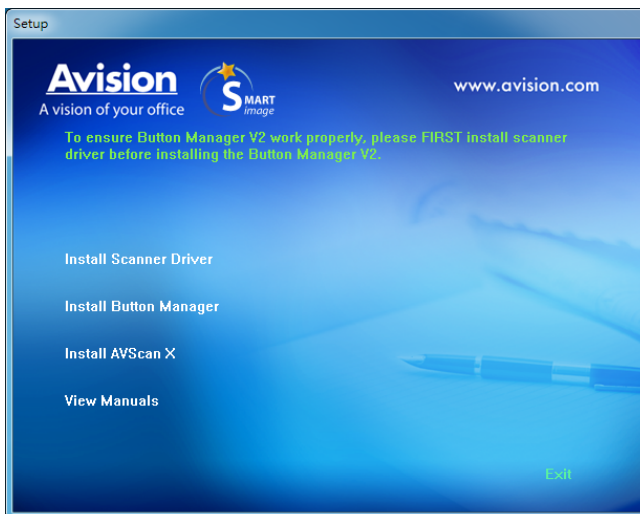 Setup
Avision
A vision of your office
SMART
image
www.avision.com
To ensure Button Manager V2 work properly, please FIRST install scanner
driver before installing the Button Manager V2.
Install Scanner Driver
Install Button Manager
Install AVScan X
View Manuals
Exit